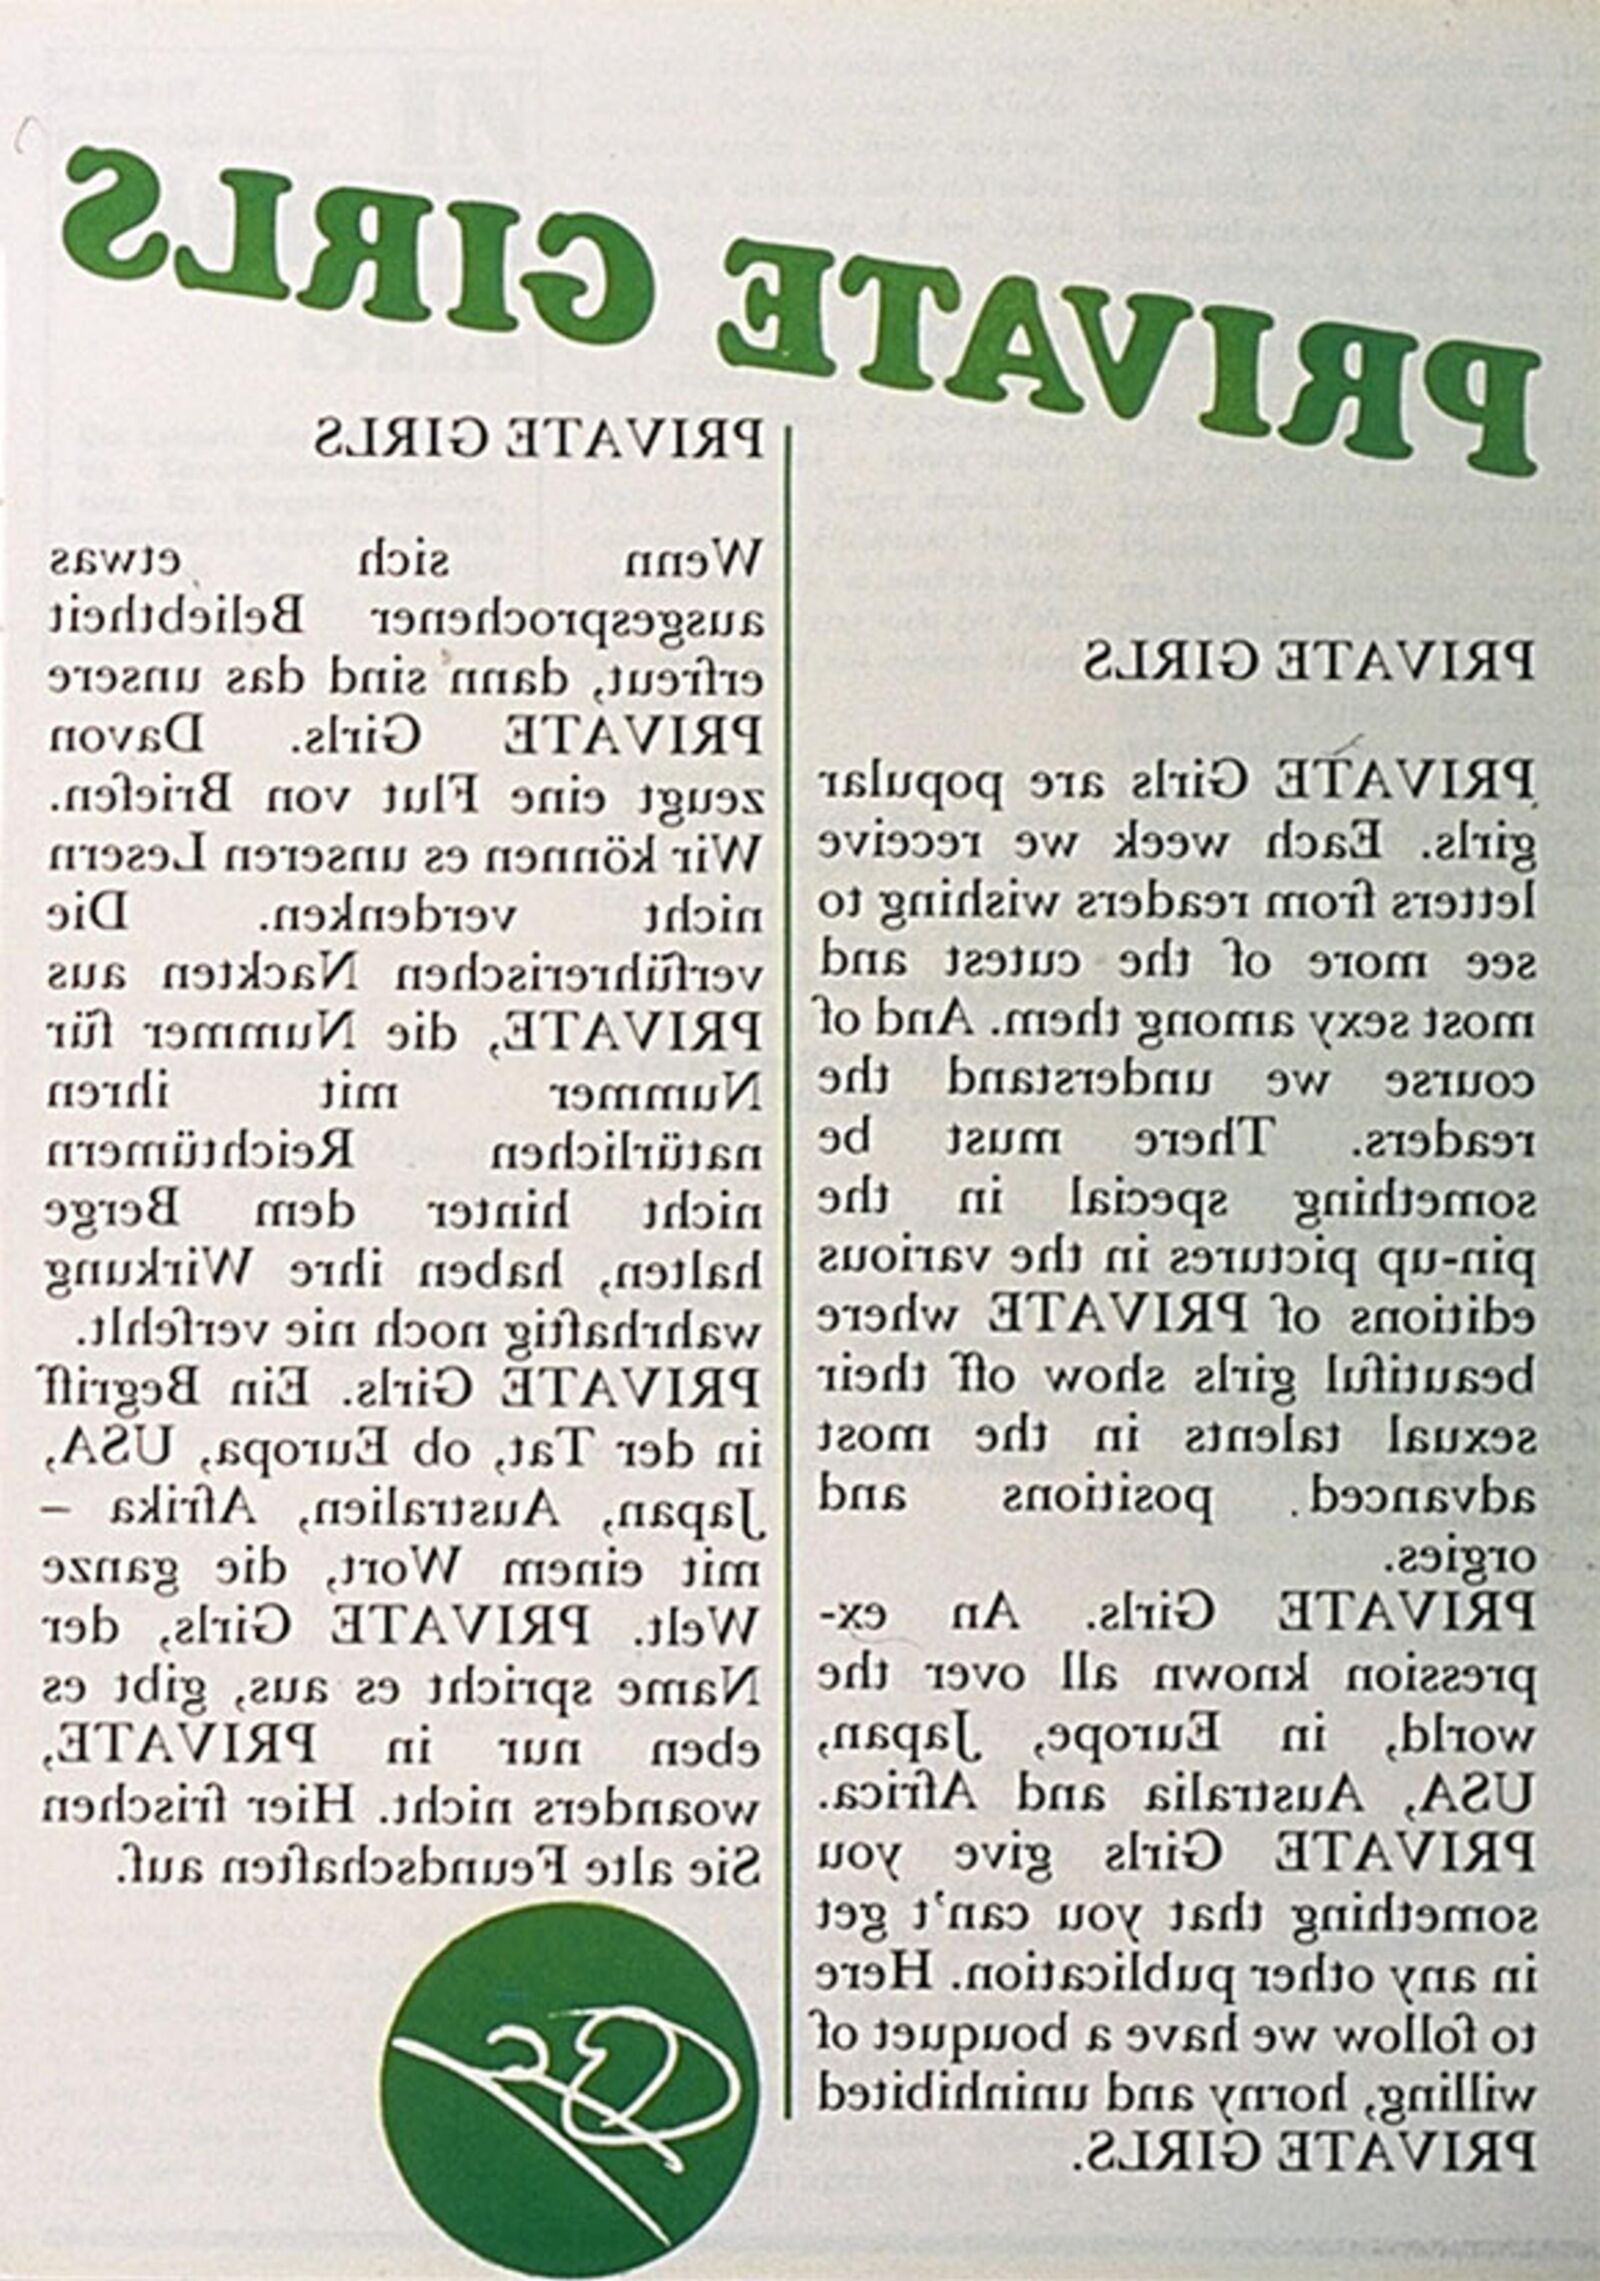 PRIVATE GIRLS
PRIVATE GIRLS
PRIVATE Girls are popular
girls. Each week we receive
letters from readers wishing to
see more of the cutest and
most sexy among them. And of
course we understand the
readers. There must be
something special in the
pin-up pictures in the various
editions of PRIVATE where
beautiful girls show off their
sexual talents in the most
advanced positions and
orgies.
PRIVATE Girls. An ex-
pression known all over the
world, in Europe, Japan,
USA, Australia and Africa.
PRIVATE Girls give you
something that you can't get
in any other publication. Here
to follow we have a bouquet of
willing, horny and uninhibited
PRIVATE GIRLS.
PRIVATE GIRLS
Wenn sich etwas
ausgesprochener Beliebtheit
erfreut, dann sind das unsere
PRIVATE Girls. Davon
zeugt eine Flut von Briefen.
Wir können es unseren Lesern
nicht verdenken. Die
verführerischen Nackten aus
PRIVATE, die Nummer für
Nummer mit ihren
natürlichen Reichtümern
nicht hinter dem Berge
halten, haben ihre Wirkung
wahrhaftig noch nie verfehlt.
PRIVATE Girls. Ein Begriff
in der Tat, ob Europa, USA,
Japan, Australien, Afrika –
mit einem Wort, die ganze
Welt. PRIVATE Girls, der
Name spricht es aus, gibt es
eben nur in PRIVATE,
woanders nicht. Hier frischen
Sie alte Feundschaften auf.